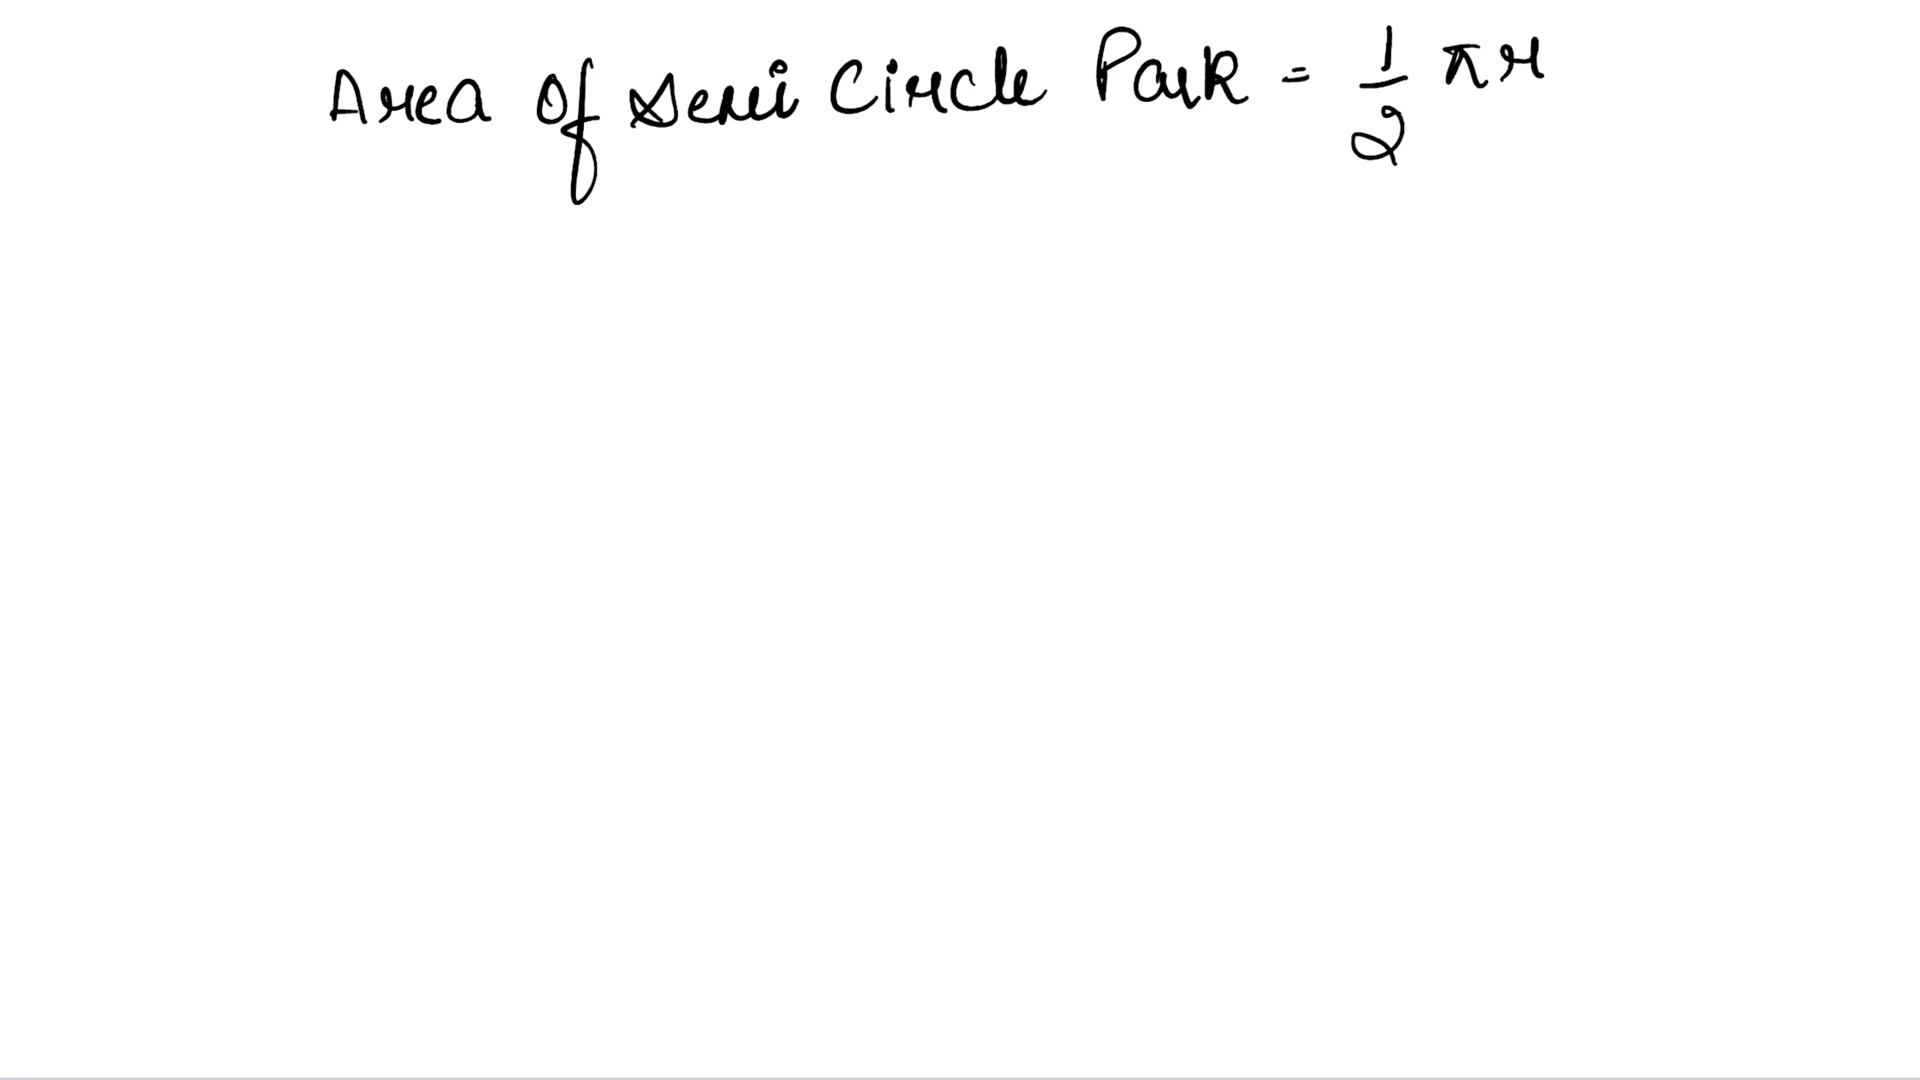 Area of semi Circle Park = 1/2 πr